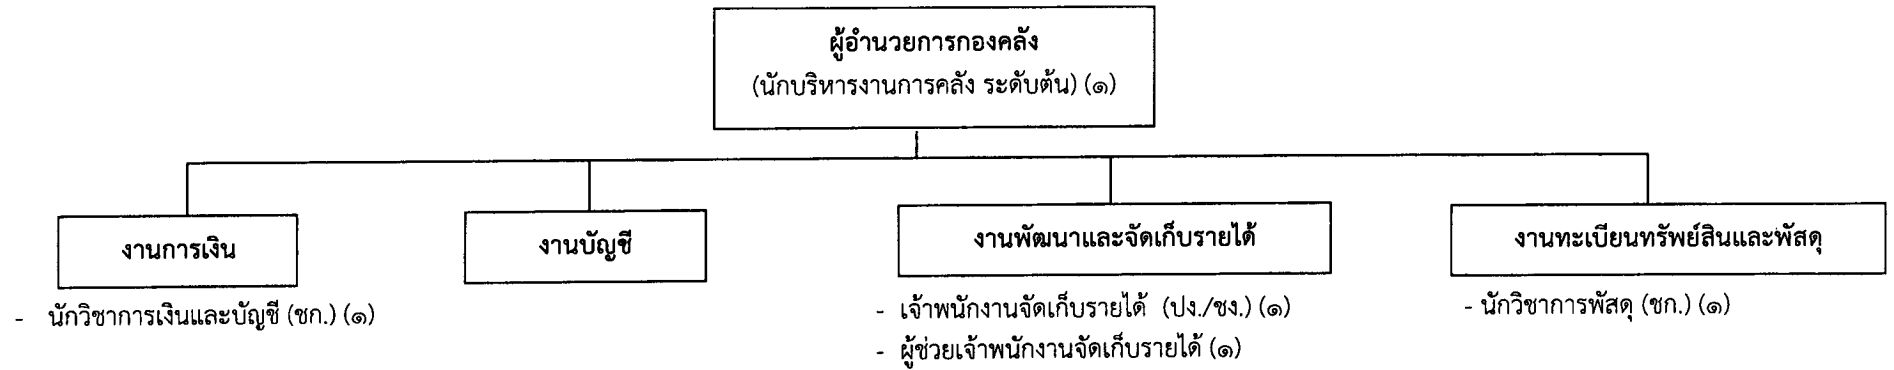 ผู้อำนวยการกองคลัง
(นักบริหารงานการคลัง ระดับต้น) (๑)
งานการเงิน
- นักวิชาการเงินและบัญชี (ชก.) (๑)
งานบัญชี
งานพัฒนาและจัดเก็บรายได้
- เจ้าพนักงานจัดเก็บรายได้ (ปง./ชง.) (๑)
- ผู้ช่วยเจ้าพนักงานจัดเก็บรายได้ (๑)
งานทะเบียนทรัพย์สินและพัสดุ
- นักวิชาการพัสดุ (ชก.) (๑)